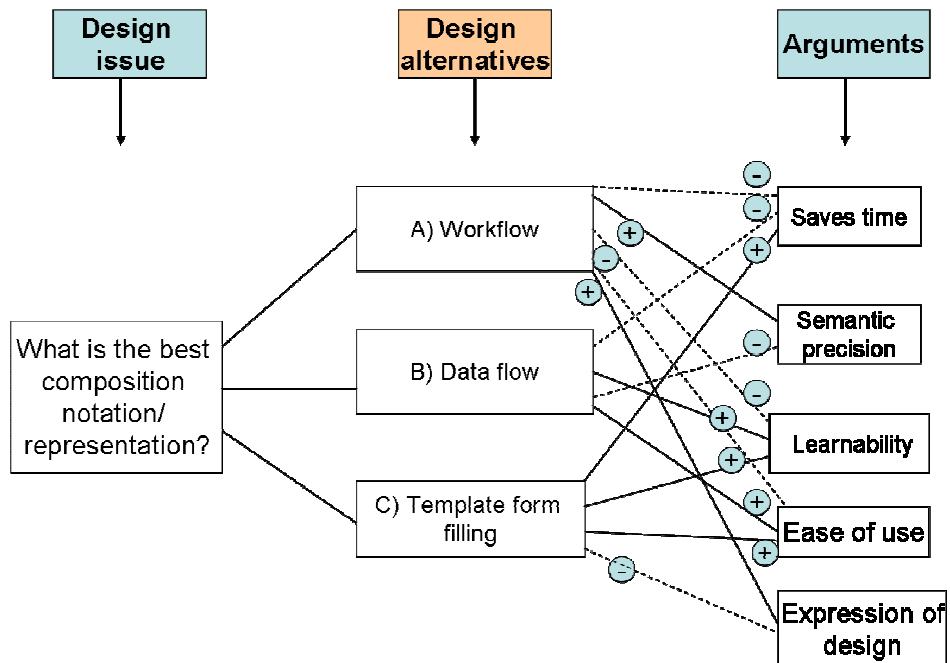 Design
issue
Design
alternatives
Arguments
What is the best
composition
notation/
representation?
A) Workflow
B) Data flow
C) Template form
filling
-
-
+
+
-
+
-
-
+
+
+
+
-
Saves time
Semantic
precision
Learnability
Ease of use
Expression of
design